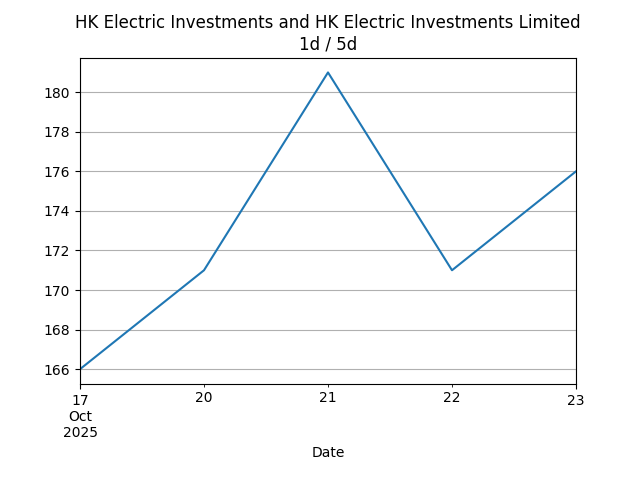 HK Electric Investments and HK Electric Investments Limited
1d / 5d
180
178
176
174
172
170
168
166
17 20 21 22 23
Oct
2025
Date